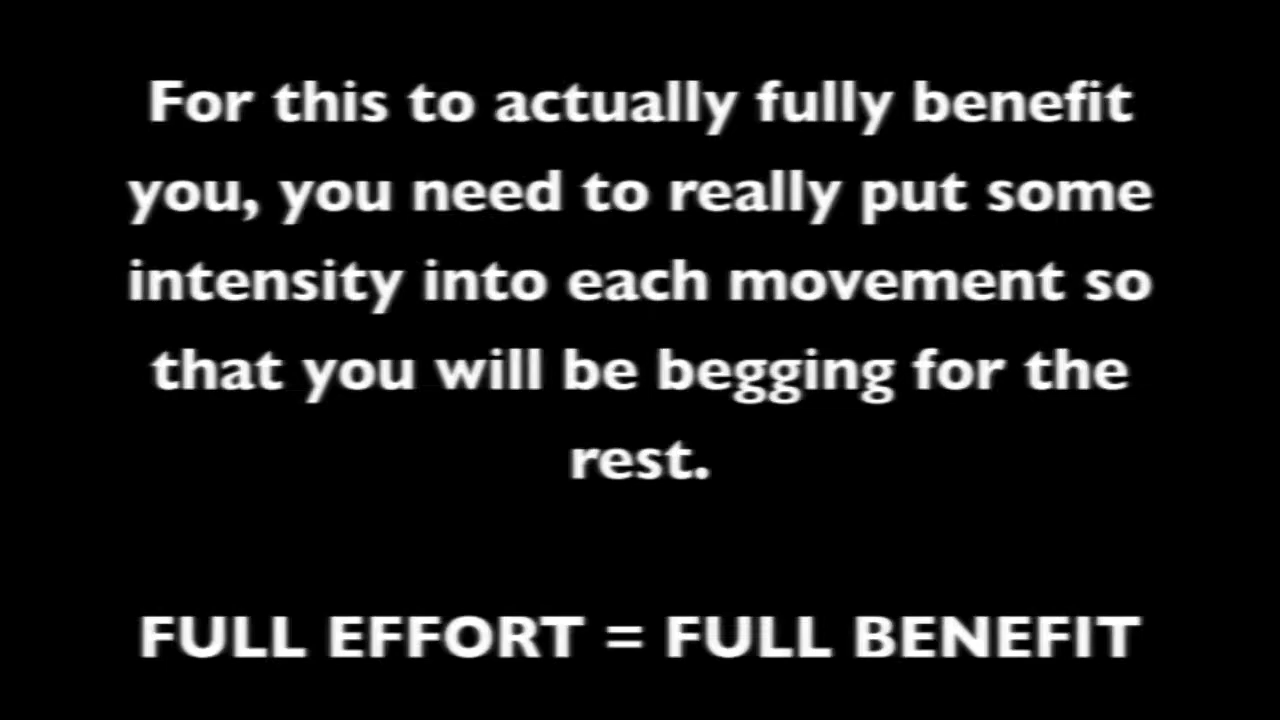 For this to actually fully benefit
you, you need to really put some
intensity into each movement so
that you will be begging for the
rest.
FULL EFFORT = FULL BENEFIT